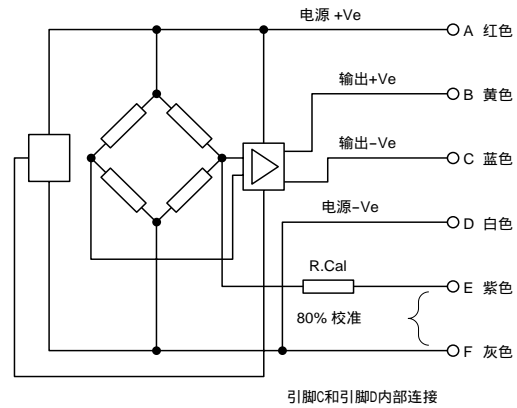 电源 +Ve
A 红色
输出+Ve
B 黄色
输出−Ve
C 蓝色
电源−Ve
D 白色
R.Cal
E 紫色
80% 校准
F 灰色
引脚C和引脚D内部连接